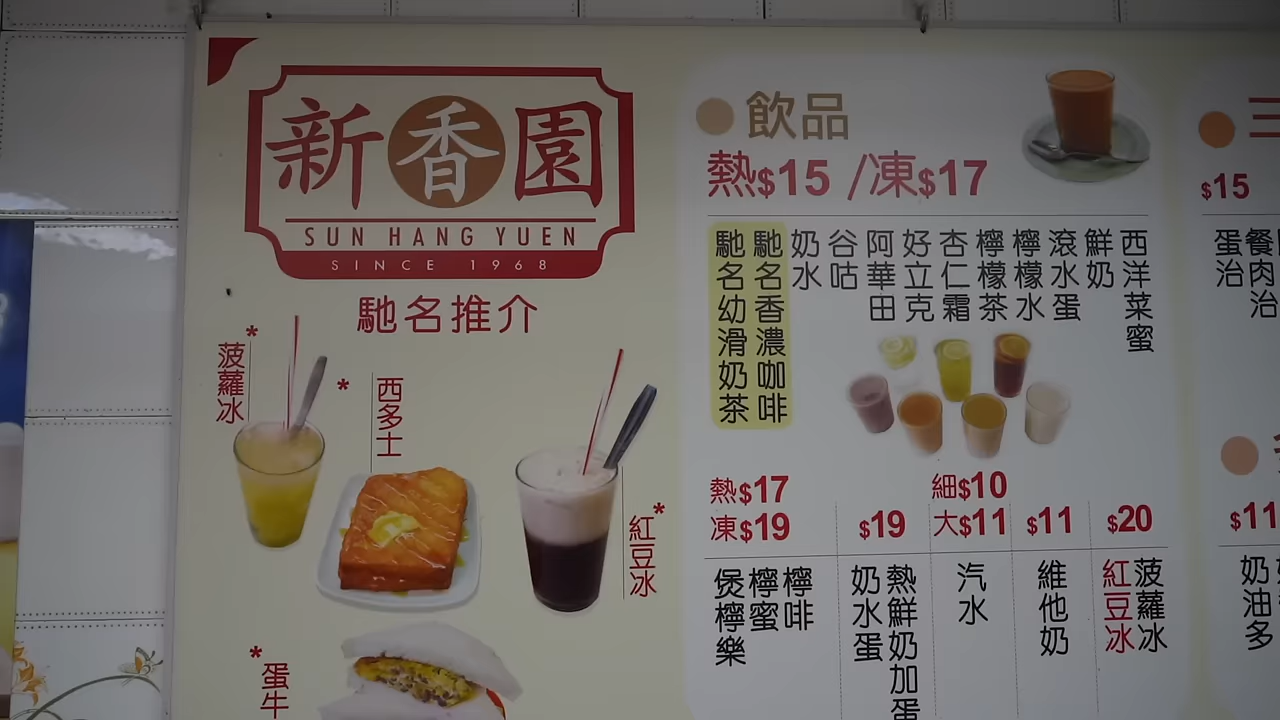 新香園
SUN HANG YUEN
SINCE 1968
馳名推介
*菠蘿冰
*西多士
*紅豆冰
*蛋牛
飲品
熱$15 /凍$17
馳名幼滑奶茶
馳名香濃咖啡
奶水
谷咕
阿華田
好立克
杏仁霜
檸檬茶
檸檬水
滾水蛋
鮮奶
西洋菜蜜
熱$17
凍$19
煲檸樂
檸蜜
檸啡
$19
奶水蛋
熱鮮奶加蛋
細$10
大$11
汽水
$11
維他奶
$20
紅豆冰
菠蘿冰
三
$15
蛋治
餐肉治
$11
奶油多